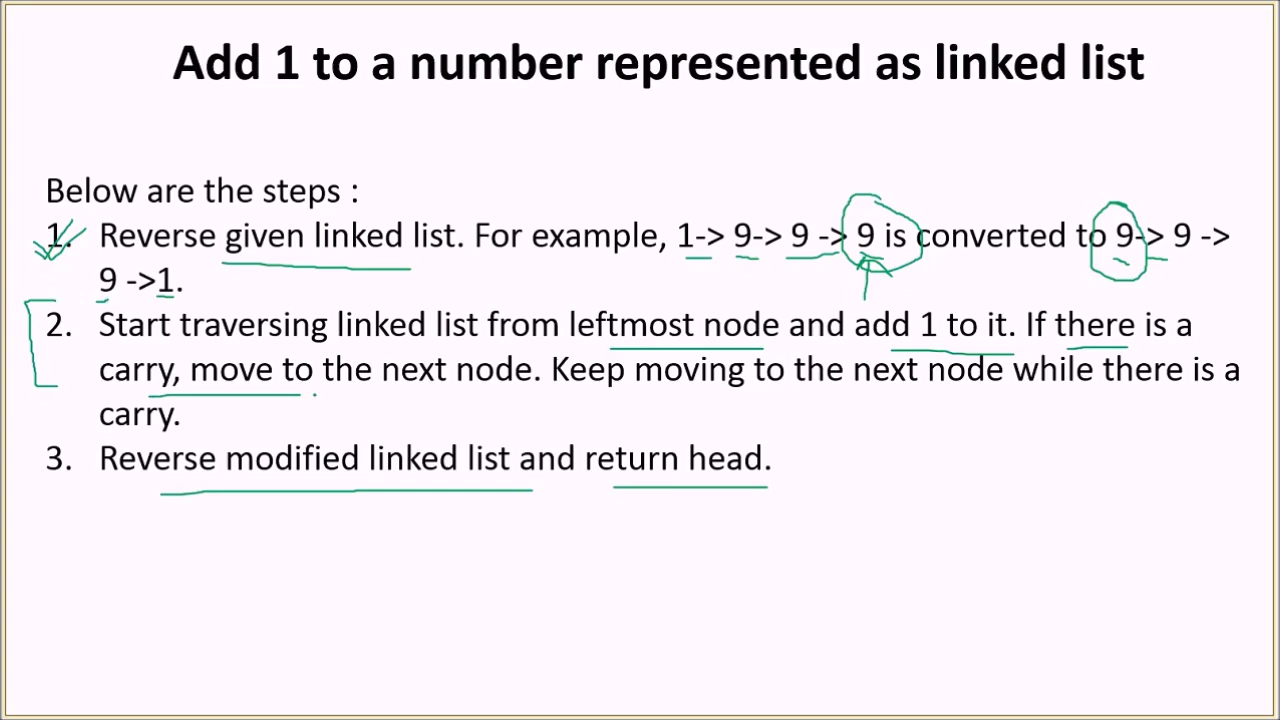 Add 1 to a number represented as linked list
Below are the steps :
1. Reverse given linked list. For example, 1-> 9-> 9 -> 9 is converted to 9-> 9 ->
9 ->1.
2. Start traversing linked list from leftmost node and add 1 to it. If there is a
carry, move to the next node. Keep moving to the next node while there is a
carry.
3. Reverse modified linked list and return head.